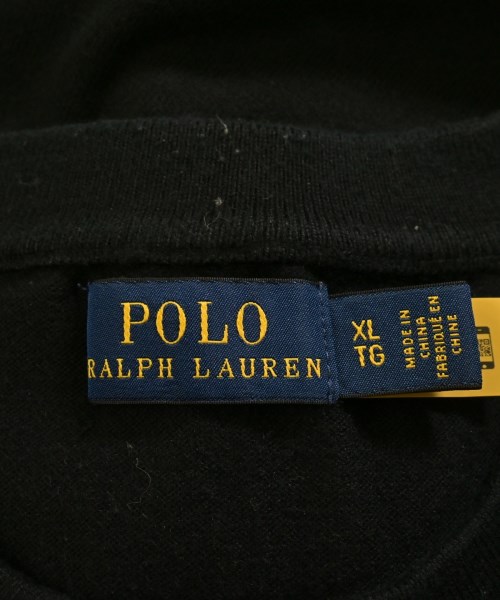 POLO
RALPH LAUREN
XL
TG
MADE IN
CHINA
FABRIQUÉ EN
CHINE